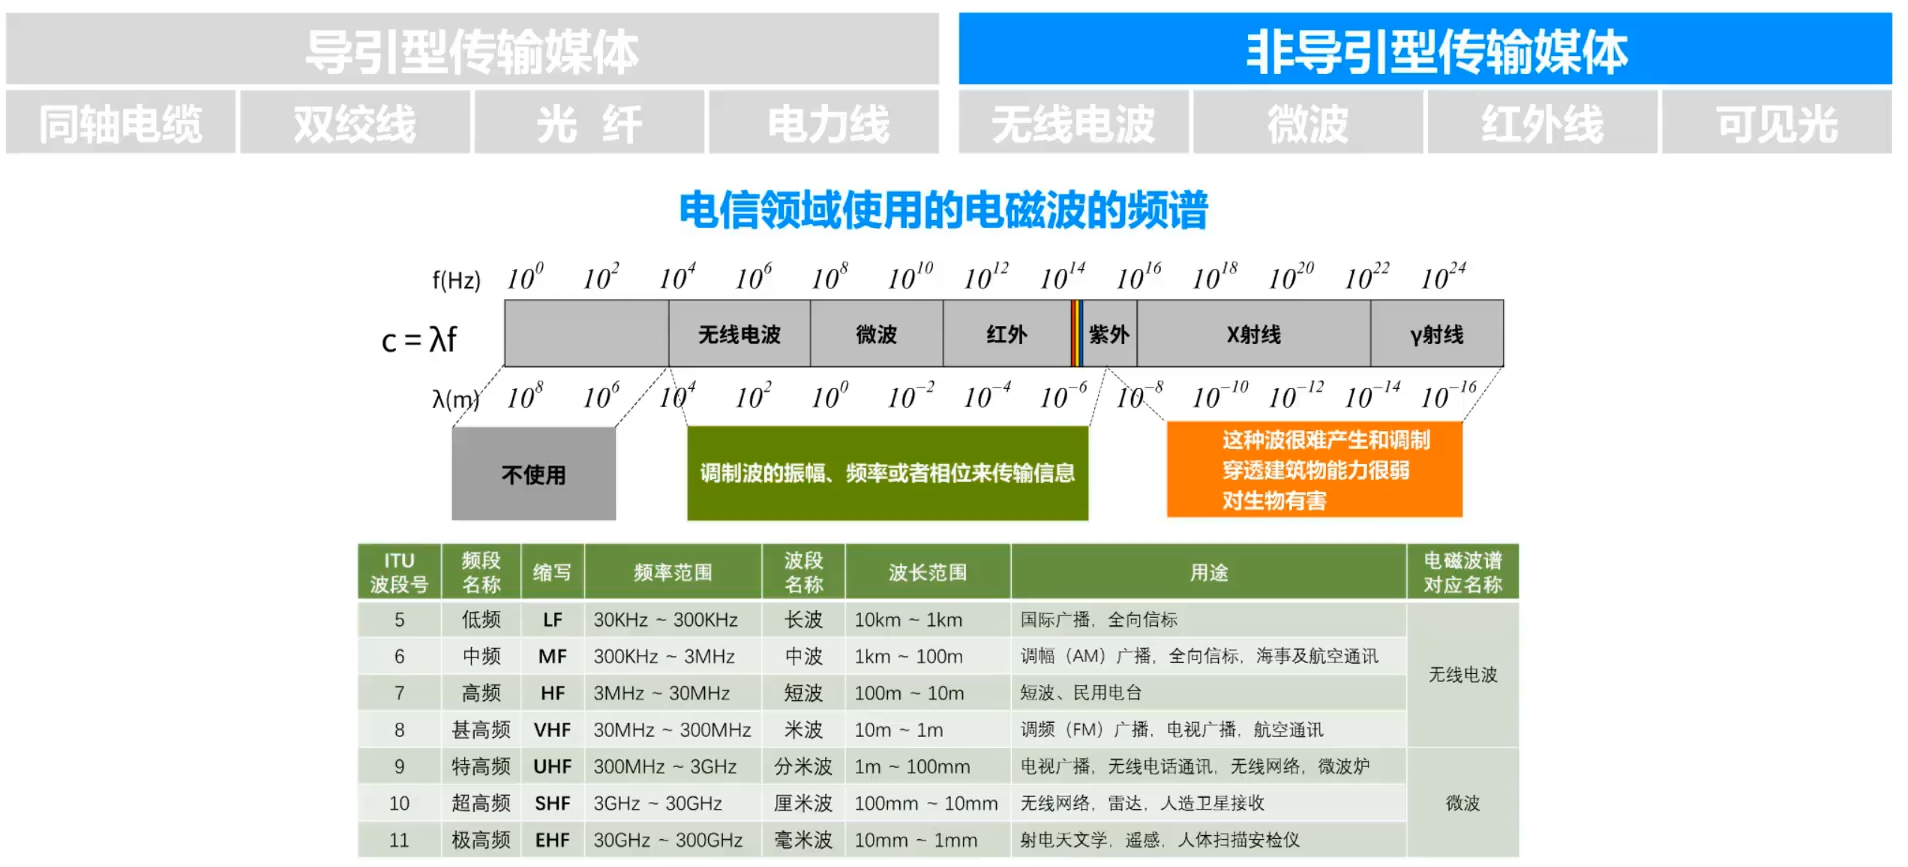 导引型传输媒体 非导引型传输媒体
同轴电缆 双绞线 光 纤 电力线 无线电波 微波 红外线 可见光
电信领域使用的电磁波的频谱
f(Hz) 10^0 10^2 10^4 10^6 10^8 10^10 10^12 10^14 10^16 10^18 10^20 10^22 10^24
c = λf 无线电波 微波 红外 紫外 X射线 γ射线
λ(m) 10^8 10^6 10^4 10^2 10^0 10^-2 10^-4 10^-6 10^-8 10^-10 10^-12 10^-14 10^-16
不使用
调制波的振幅、频率或者相位来传输信息
这种波很难产生和调制
穿透建筑物能力很弱
对生物有害
ITU波段号 频段名称 缩写 频率范围 波段名称 波长范围 用途 电磁波谱对应名称
5 低频 LF 30KHz ~ 300KHz 长波 10km ~ 1km 国际广播，全向信标
6 中频 MF 300KHz ~ 3MHz 中波 1km ~ 100m 调幅（AM）广播，全向信标，海事及航空通讯
无线电波
7 高频 HF 3MHz ~ 30MHz 短波 100m ~ 10m 短波、民用电台
8 甚高频 VHF 30MHz ~ 300MHz 米波 10m ~ 1m 调频（FM）广播，电视广播，航空通讯
9 特高频 UHF 300MHz ~ 3GHz 分米波 1m ~ 100mm 电视广播，无线电话通讯，无线网络，微波炉
10 超高频 SHF 3GHz ~ 30GHz 厘米波 100mm ~ 10mm 无线网络，雷达，人造卫星接收 微波
11 极高频 EHF 30GHz ~ 300GHz 毫米波 10mm ~ 1mm 射电天文学，遥感，人体扫描安检仪